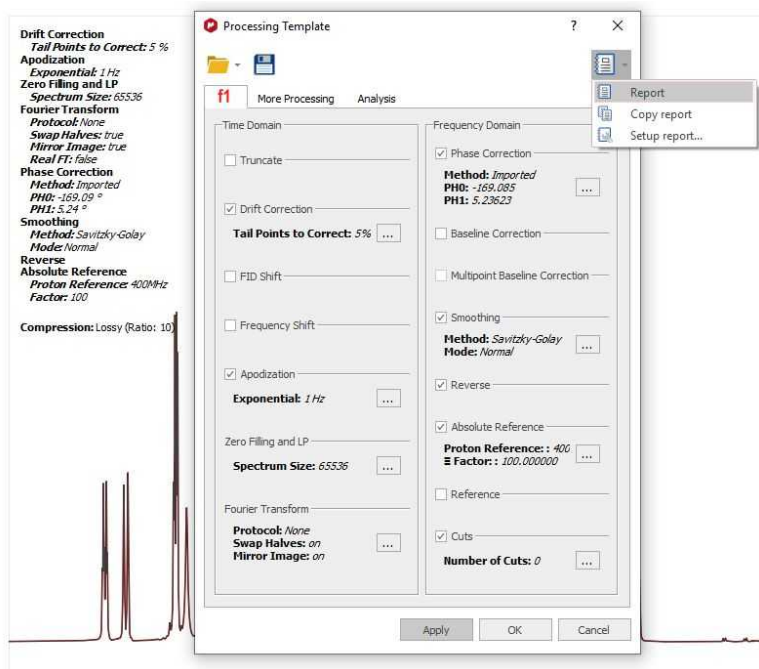 Drift Correction
Tail Points to Correct: 5 %
Apodization
Exponential: 1 Hz
Zero Filling and LP
Spectrum Size: 65536
Fourier Transform
Protocol: None
Swap Halves: true
Mirror Image: true
Real FT: false
Phase Correction
Method: Imported
PH0: -169.09 °
PH1: 5.24 °
Smoothing
Method: Savitzky-Golay
Mode: Normal
Reverse
Absolute Reference
Proton Reference: 400MHz
Factor: 100
Compression: Lossy (Ratio: 10)
Processing Template
? X
f1 More Processing Analysis
Report
Copy report
Setup report...
Time Domain
Truncate
Drift Correction
Tail Points to Correct: 5% ...
FID Shift
Frequency Shift
Apodization
Exponential: 1 Hz ...
Zero Filling and LP
Spectrum Size: 65536 ...
Fourier Transform
Protocol: None
Swap Halves: on ...
Mirror Image: on
Frequency Domain
Phase Correction
Method: Imported
PH0: -169.085 ...
PH1: 5.23623
Baseline Correction
Multipoint Baseline Correction
Smoothing
Method: Savitzky-Golay ...
Mode: Normal
Reverse
Absolute Reference
Proton Reference: : 400 ...
Ξ Factor: : 100.000000
Reference
Cuts
Number of Cuts: 0 ...
Apply OK Cancel